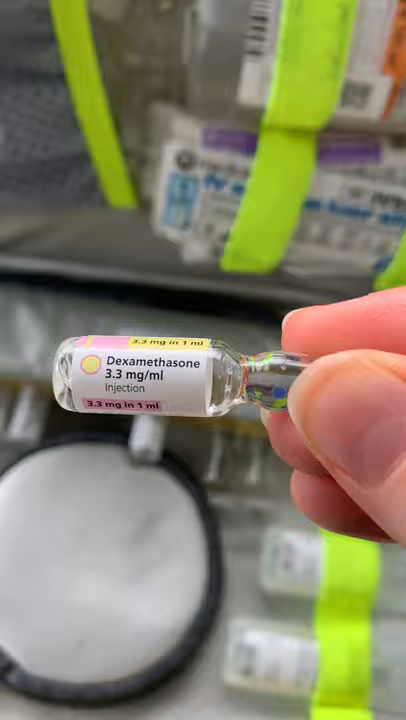 3.3 mg in 1 ml
Dexamethasone
3.3 mg/ml
Injection
3.3 mg in 1 ml